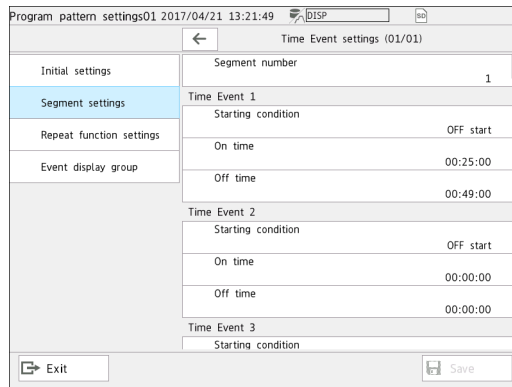 Program pattern settings01 2017/04/21 13:21:49 DISP SD
Time Event settings (01/01)
Initial settings
Segment settings
Repeat function settings
Event display group
Segment number
1
Time Event 1
Starting condition
OFF start
On time
00:25:00
Off time
00:49:00
Time Event 2
Starting condition
OFF start
On time
00:00:00
Off time
00:00:00
Time Event 3
Starting condition
Exit
Save